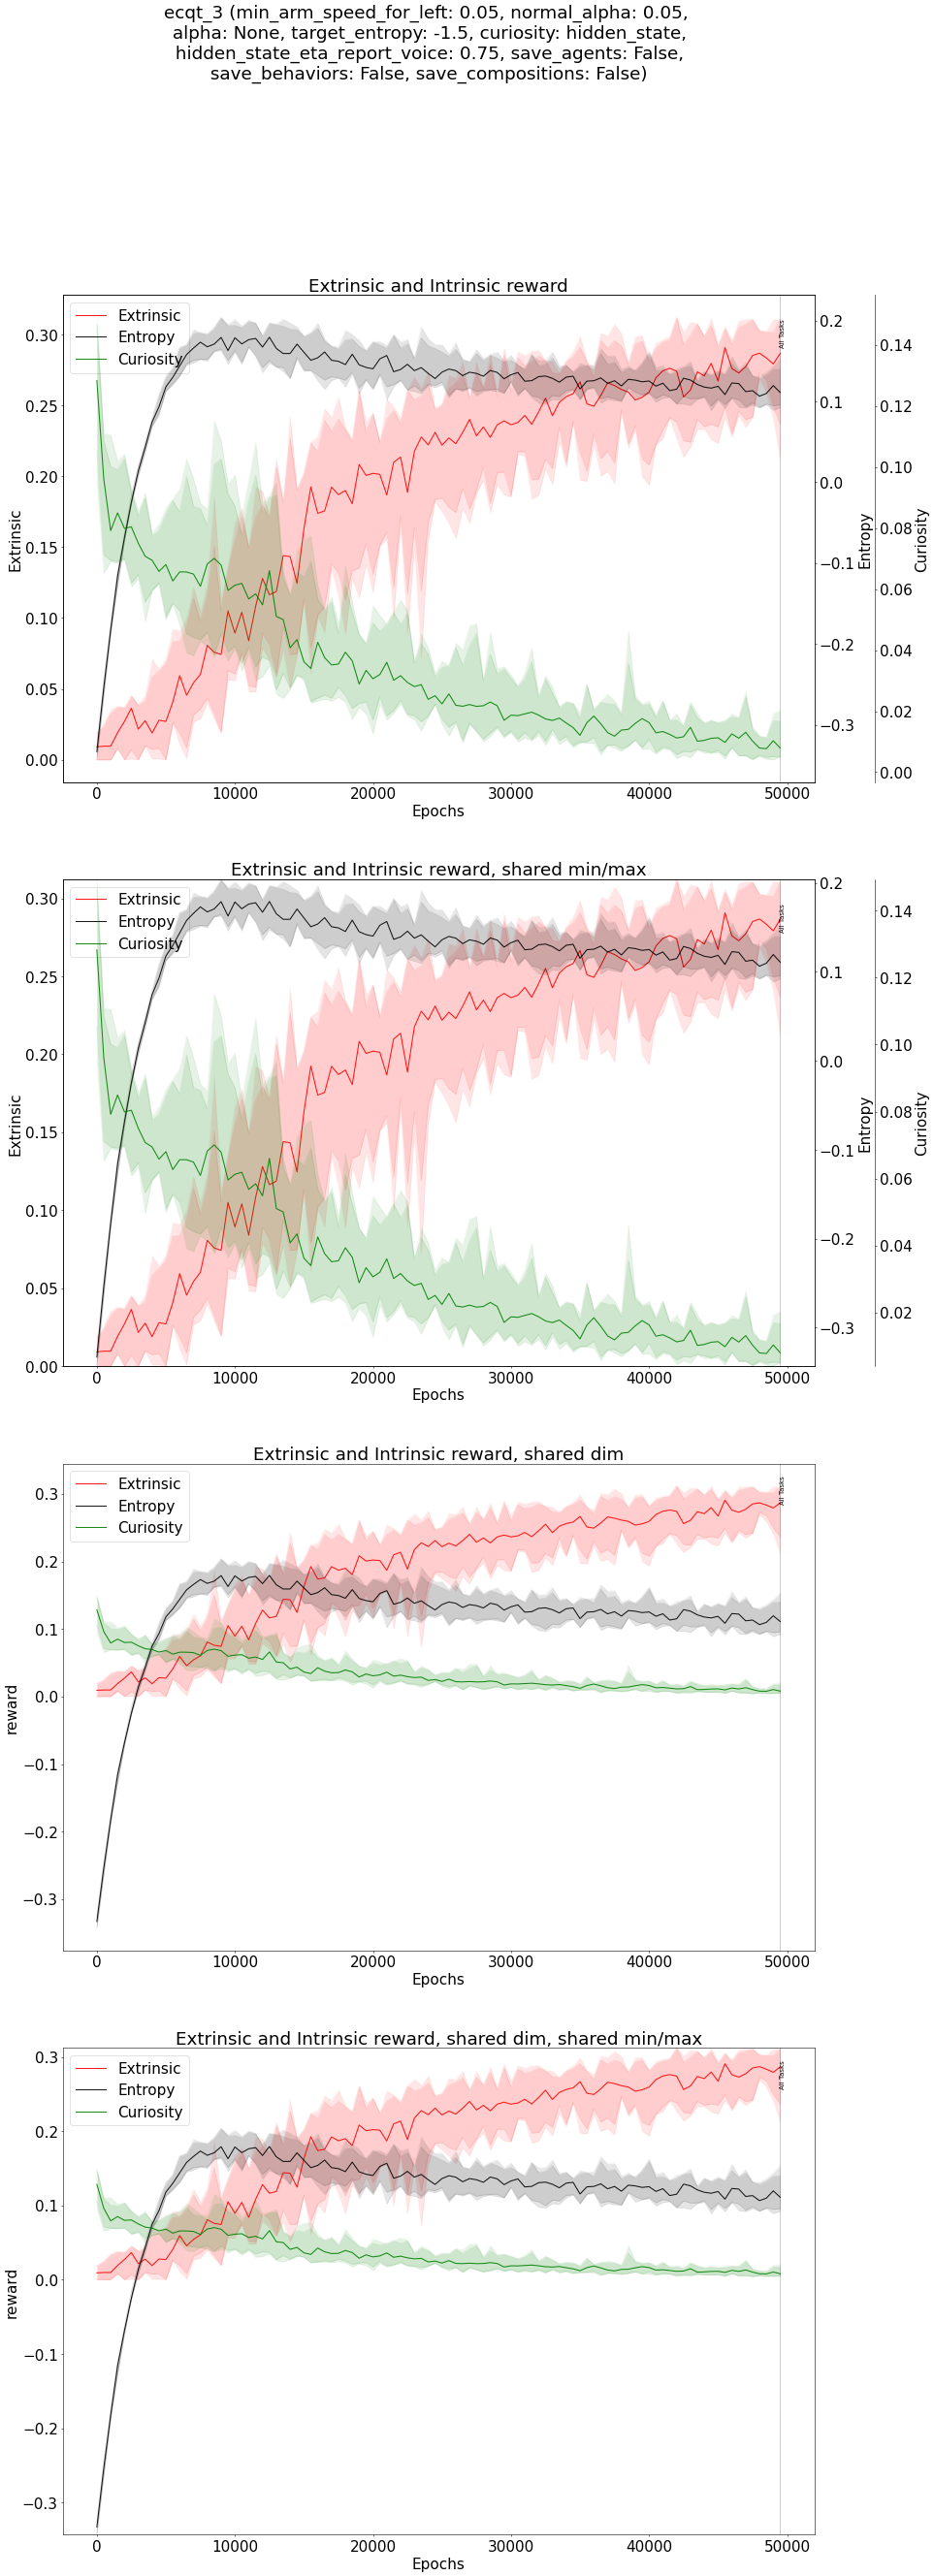 ecqt_3 (min_arm_speed_for_left: 0.05, normal_alpha: 0.05,
alpha: None, target_entropy: -1.5, curiosity: hidden_state,
hidden_state_eta_report_voice: 0.75, save_agents: False,
save_behaviors: False, save_compositions: False)
Extrinsic and Intrinsic reward
Extrinsic
Entropy
Curiosity
All Tasks
0.30
0.25
0.20
0.15
0.10
0.05
0.00
Extrinsic
0.2
0.1
0.0
−0.1
−0.2
−0.3
Entropy
0.14
0.12
0.10
0.08
0.06
0.04
0.02
0.00
Curiosity
0 10000 20000 30000 40000 50000
Epochs
Extrinsic and Intrinsic reward, shared min/max
Extrinsic
Entropy
Curiosity
All Tasks
0.30
0.25
0.20
0.15
0.10
0.05
0.00
Extrinsic
0.2
0.1
0.0
−0.1
−0.2
−0.3
Entropy
0.14
0.12
0.10
0.08
0.06
0.04
0.02
Curiosity
0 10000 20000 30000 40000 50000
Epochs
Extrinsic and Intrinsic reward, shared dim
Extrinsic
Entropy
Curiosity
All Tasks
0.3
0.2
0.1
0.0
−0.1
−0.2
−0.3
reward
0 10000 20000 30000 40000 50000
Epochs
Extrinsic and Intrinsic reward, shared dim, shared min/max
Extrinsic
Entropy
Curiosity
All Tasks
0.3
0.2
0.1
0.0
−0.1
−0.2
−0.3
reward
0 10000 20000 30000 40000 50000
Epochs